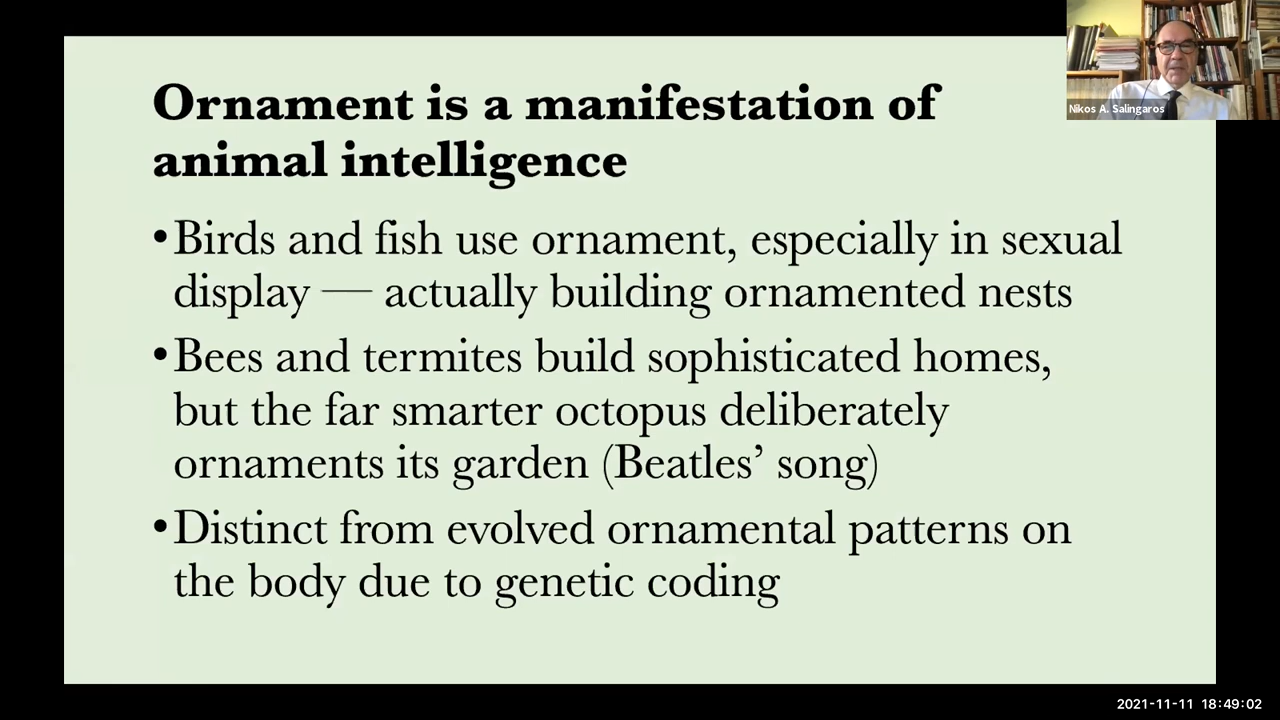 Ornament is a manifestation of
animal intelligence
•Birds and fish use ornament, especially in sexual
display — actually building ornamented nests
•Bees and termites build sophisticated homes,
but the far smarter octopus deliberately
ornaments its garden (Beatles’ song)
•Distinct from evolved ornamental patterns on
the body due to genetic coding
Nikos A. Salingaros
2021-11-11 18:49:02